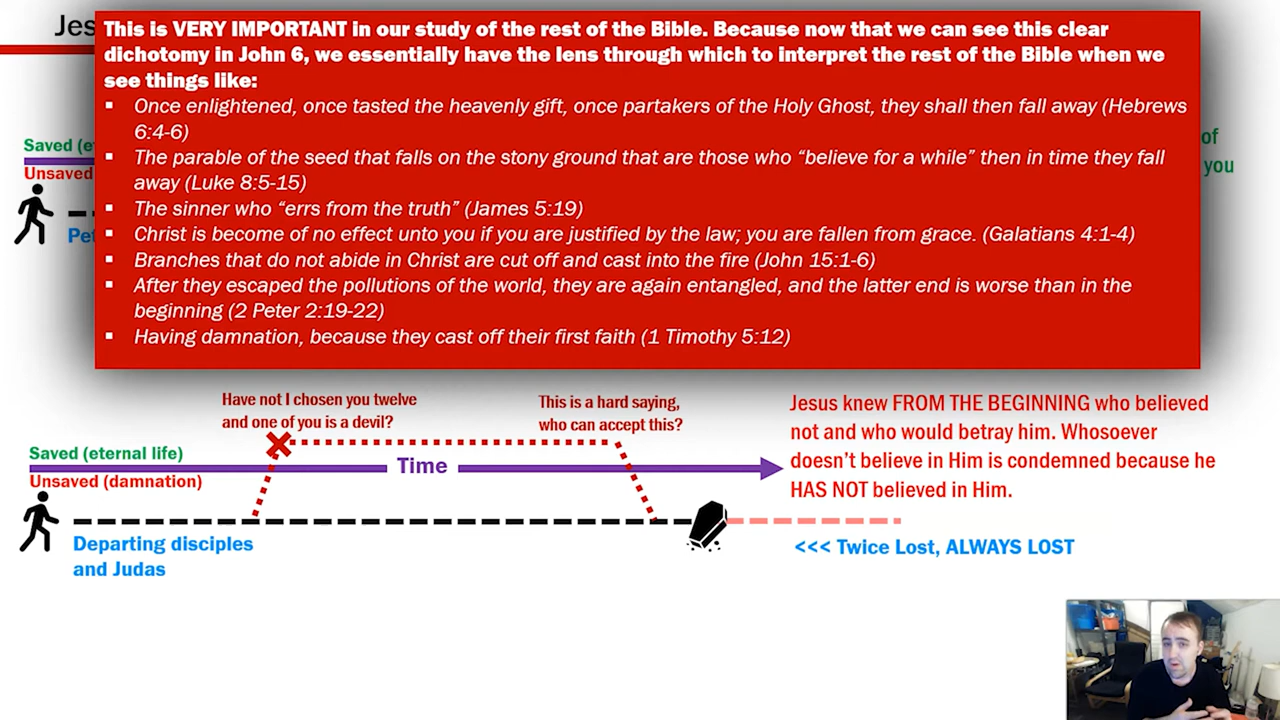 Jes
This is VERY IMPORTANT in our study of the rest of the Bible. Because now that we can see this clear
dichotomy in John 6, we essentially have the lens through which to interpret the rest of the Bible when we
see things like:
▪ Once enlightened, once tasted the heavenly gift, once partakers of the Holy Ghost, they shall then fall away (Hebrews
6:4-6)
▪ The parable of the seed that falls on the stony ground that are those who “believe for a while” then in time they fall
away (Luke 8:5-15)
▪ The sinner who “errs from the truth” (James 5:19)
▪ Christ is become of no effect unto you if you are justified by the law; you are fallen from grace. (Galatians 4:1-4)
▪ Branches that do not abide in Christ are cut off and cast into the fire (John 15:1-6)
▪ After they escaped the pollutions of the world, they are again entangled, and the latter end is worse than in the
beginning (2 Peter 2:19-22)
▪ Having damnation, because they cast off their first faith (1 Timothy 5:12)
Saved (e
Unsaved
Pe
of
you
Have not I chosen you twelve
and one of you is a devil?
This is a hard saying,
who can accept this?
Saved (eternal life)
Time
Unsaved (damnation)
Departing disciples
and Judas
Jesus knew FROM THE BEGINNING who believed
not and who would betray him. Whosoever
doesn’t believe in Him is condemned because he
HAS NOT believed in Him.
<<< Twice Lost, ALWAYS LOST